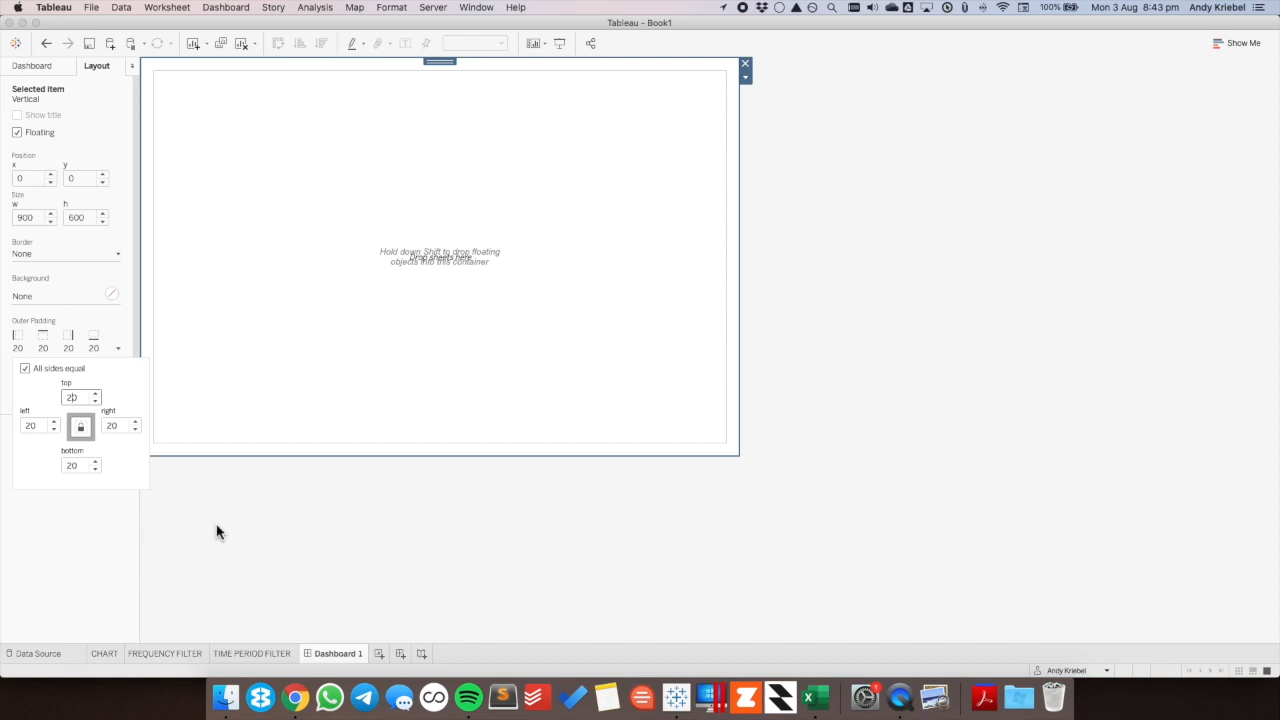 Tableau File Data Worksheet Dashboard Story Analysis Map Format Server Window Help 100% Mon 3 Aug 8:43 pm Andy Kriebel
Tableau - Book1
Show Me
Dashboard Layout
Selected item
Vertical
Show title
Floating
Position
x y
0 0
Size
w h
900 600
Border
None
Background
None
Outer Padding
20 20 20 20
All sides equal
top
20
left right
20 20
bottom
20
Hold down Shift to drop floating
Drop sheets here
objects into this container
Data Source CHART FREQUENCY FILTER TIME PERIOD FILTER Dashboard 1
Andy Kriebel